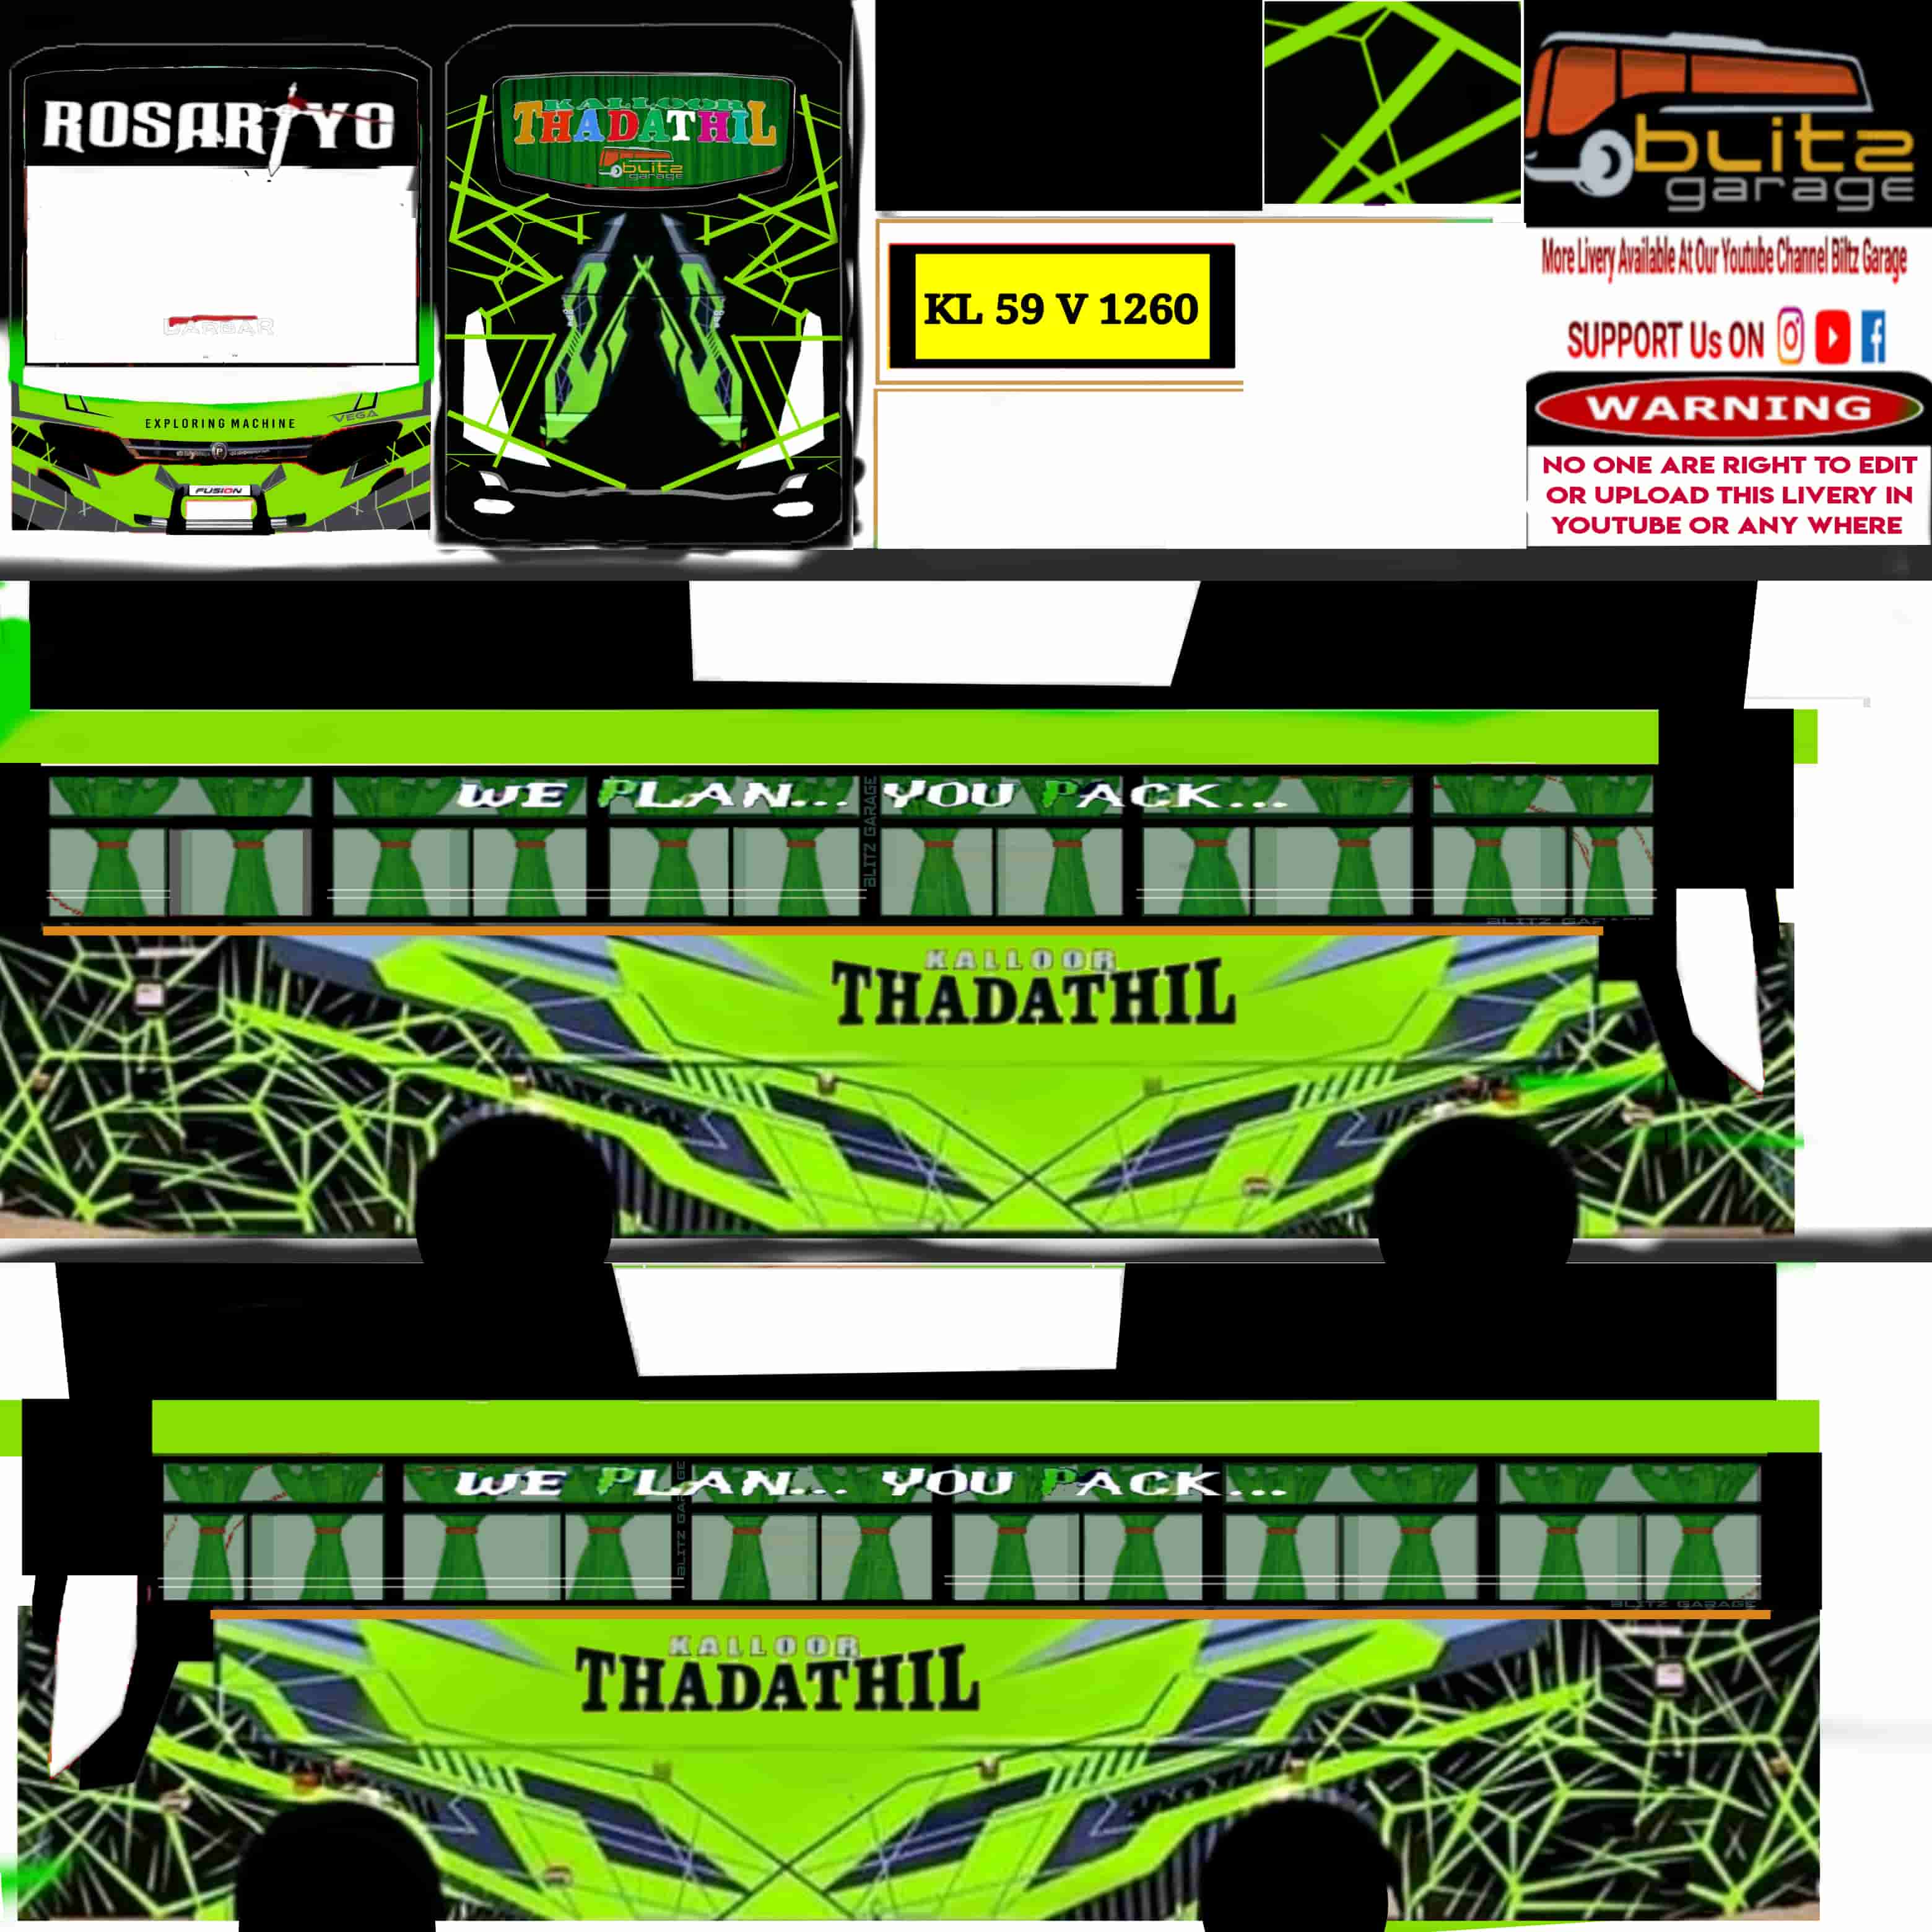 ROSARIYO
DARBAR
EXPLORING MACHINE
VEGA
FUSION
KALLOOR
THADATHIL
blitz
garage
KL 59 V 1260
blitz
garage
More Livery Available At Our Youtube Channel Biltz Garage
SUPPORT Us ON
WARNING
NO ONE ARE RIGHT TO EDIT
OR UPLOAD THIS LIVERY IN
YOUTUBE OR ANY WHERE
WE PLAN... YOU PACK...
BLITZ GARAGE
BLITZ GARAGE
KALLOOR
THADATHIL
WE PLAN... YOU PACK...
BLITZ GARAGE
BLITZ GARAGE
KALLOOR
THADATHIL